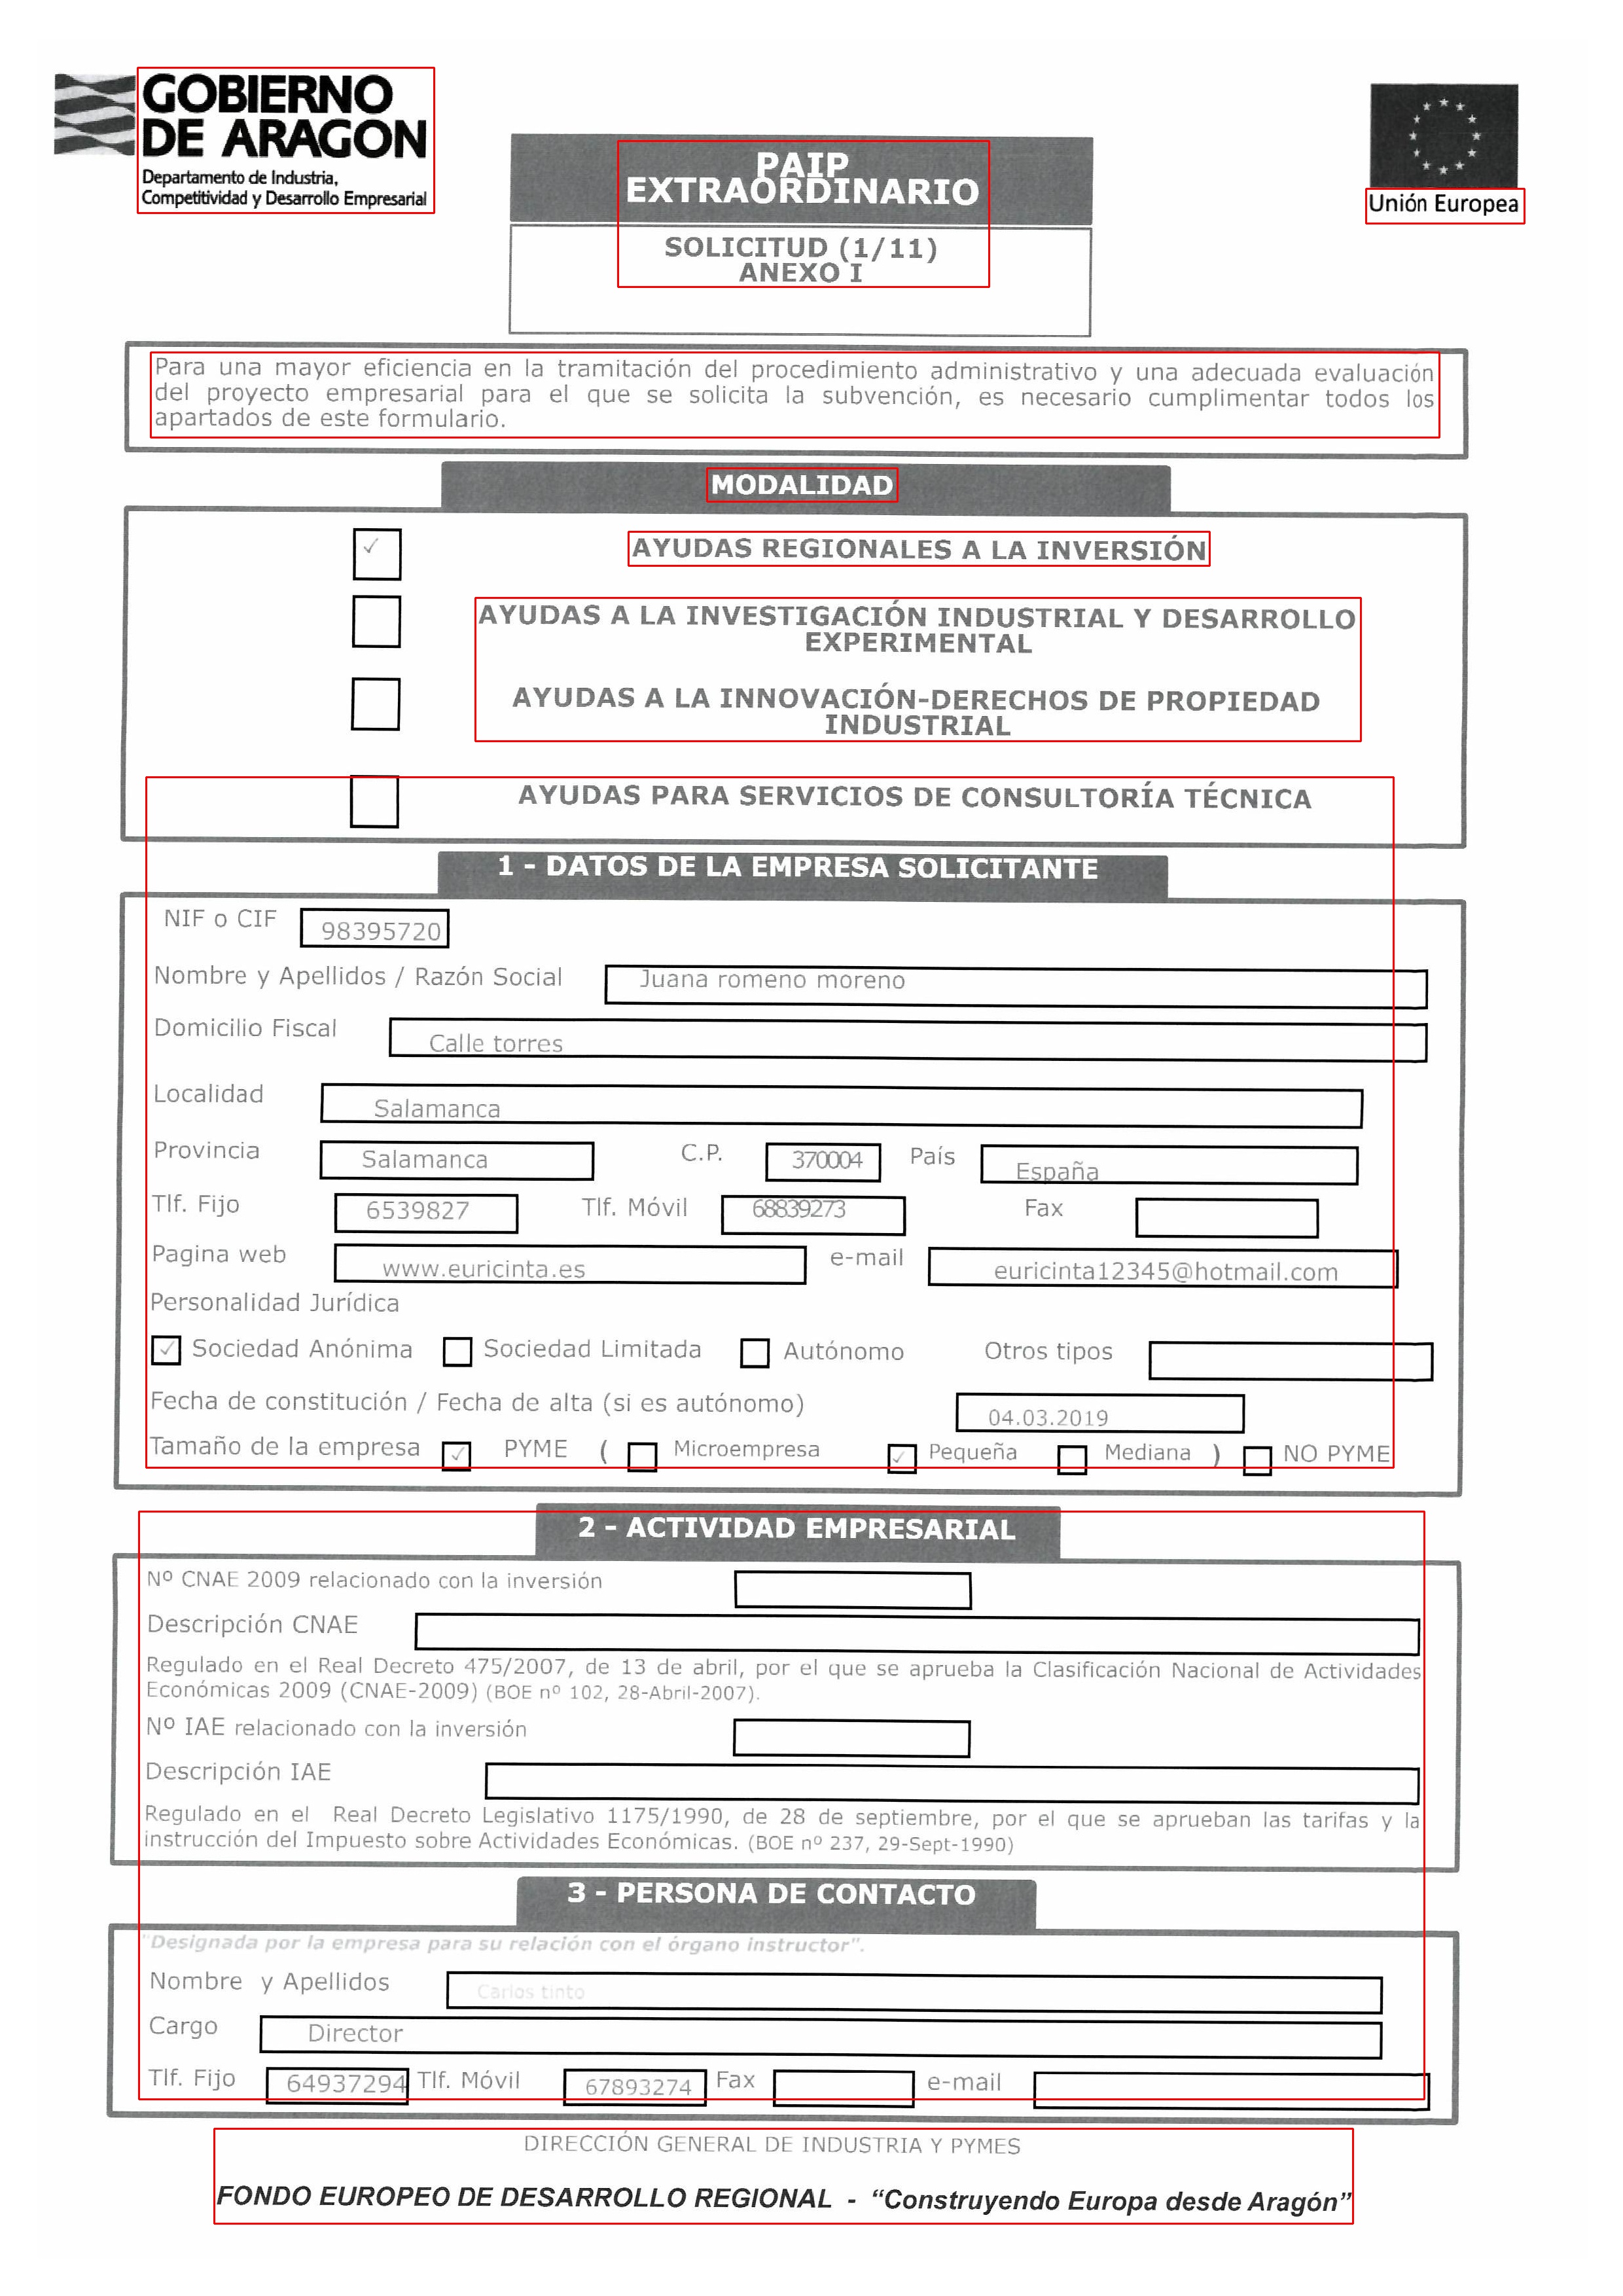 GOBIERNO
DE ARAGON
Departamento de Industria,
Competitividad y Desarrollo Empresarial
PAIP
EXTRAORDINARIO
Unión Europea
SOLICITUD (1/11)
ANEXO I
Para una mayor eficiencia en la tramitación del procedimiento administrativo y una adecuada evaluación
del proyecto empresarial para el que se solicita la subvención, es necesario cumplimentar todos los
apartados de este formulario.
MODALIDAD
✓ AYUDAS REGIONALES A LA INVERSIÓN
AYUDAS A LA INVESTIGACIÓN INDUSTRIAL Y DESARROLLO
EXPERIMENTAL
AYUDAS A LA INNOVACIÓN-DERECHOS DE PROPIEDAD
INDUSTRIAL
AYUDAS PARA SERVICIOS DE CONSULTORÍA TÉCNICA
1 - DATOS DE LA EMPRESA SOLICITANTE
NIF o CIF 98395720
Nombre y Apellidos / Razón Social Juana romeno moreno
Domicilio Fiscal Calle torres
Localidad Salamanca
Provincia Salamanca C.P. 370004 País España
Tlf. Fijo 6539827 Tlf. Móvil 68839273 Fax
Pagina web www.euricinta.es e-mail euricinta12345@hotmail.com
Personalidad Jurídica
✓ Sociedad Anónima Sociedad Limitada Autónomo Otros tipos
Fecha de constitución / Fecha de alta (si es autónomo) 04.03.2019
Tamaño de la empresa ✓ PYME ( Microempresa ✓ Pequeña Mediana ) NO PYME
2 - ACTIVIDAD EMPRESARIAL
Nº CNAE 2009 relacionado con la inversión
Descripción CNAE
Regulado en el Real Decreto 475/2007, de 13 de abril, por el que se aprueba la Clasificación Nacional de Actividades
Económicas 2009 (CNAE-2009) (BOE nº 102, 28-Abril-2007).
Nº IAE relacionado con la inversión
Descripción IAE
Regulado en el Real Decreto Legislativo 1175/1990, de 28 de septiembre, por el que se aprueban las tarifas y la
instrucción del Impuesto sobre Actividades Económicas. (BOE nº 237, 29-Sept-1990)
3 - PERSONA DE CONTACTO
"Designada por la empresa para su relación con el órgano instructor".
Nombre y Apellidos Carlos tinto
Cargo Director
Tlf. Fijo 64937294 Tlf. Móvil 67893274 Fax e-mail
DIRECCIÓN GENERAL DE INDUSTRIA Y PYMES
FONDO EUROPEO DE DESARROLLO REGIONAL - “Construyendo Europa desde Aragón”